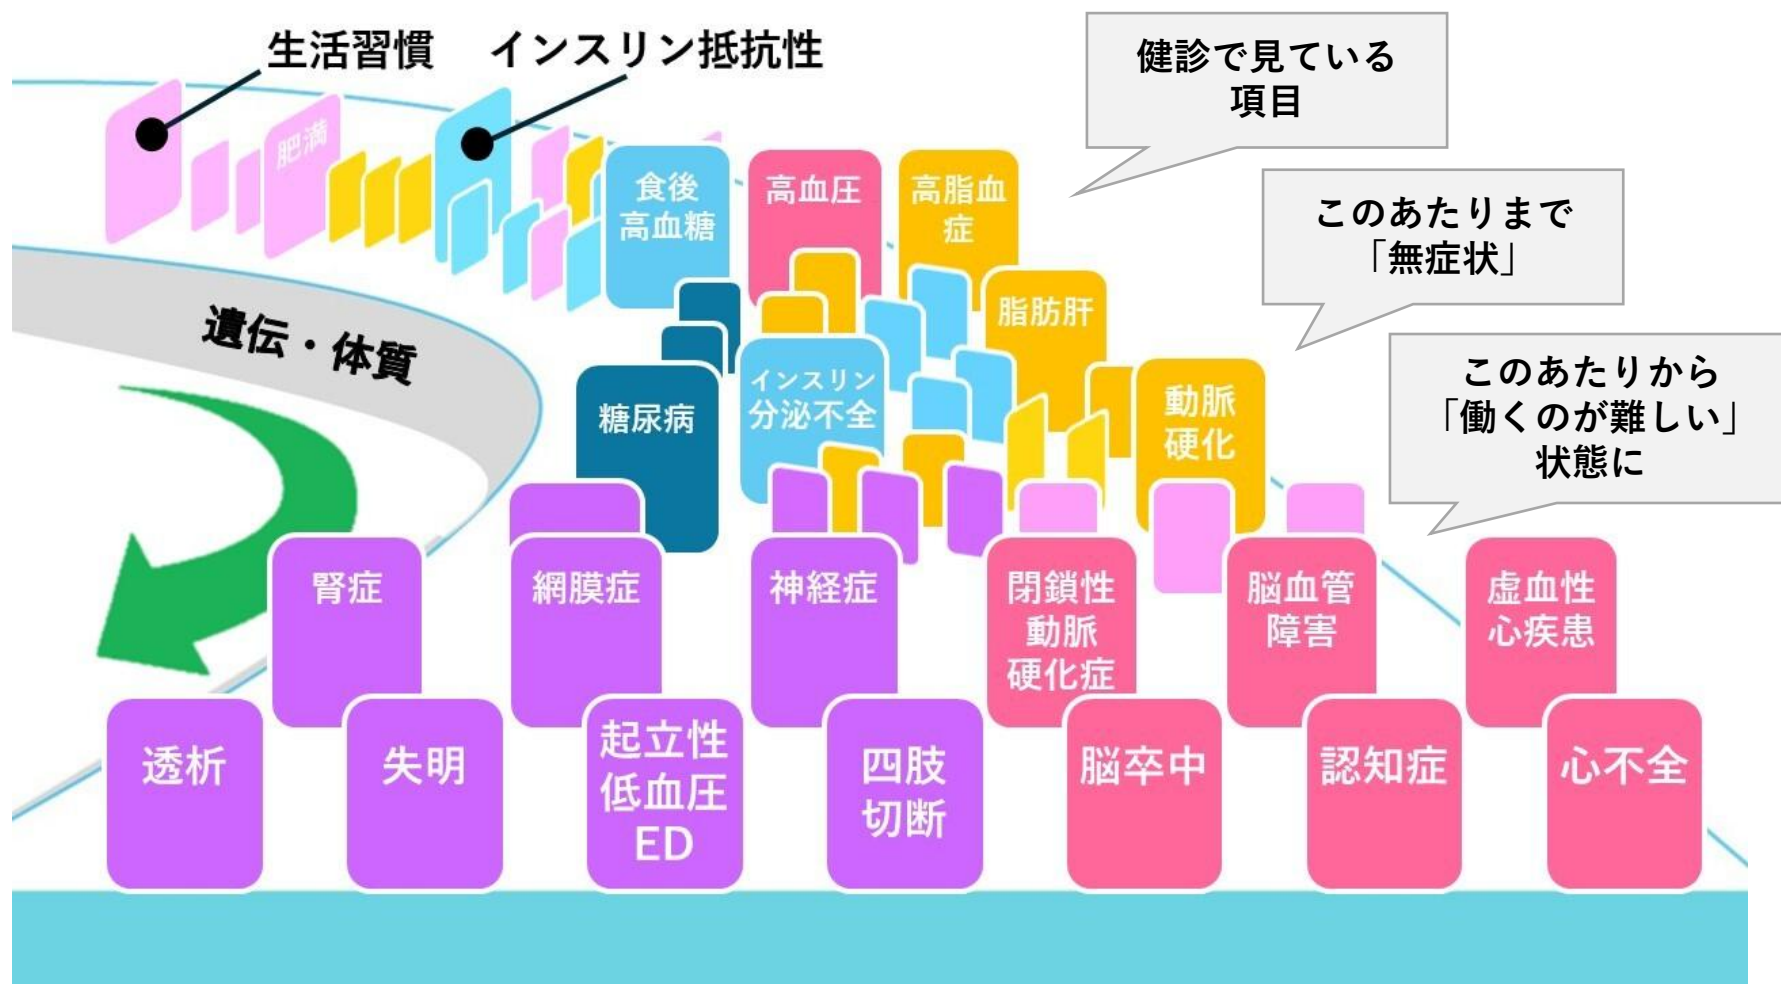 生活習慣
インスリン抵抗性
健診で見ている
項目
肥満
食後
高血糖
高血圧
高脂血
症
このあたりまで
「無症状」
遺伝・体質
脂肪肝
このあたりから
「働くのが難しい」
状態に
糖尿病
インスリン
分泌不全
動脈
硬化
腎症
網膜症
神経症
閉鎖性
動脈
硬化症
脳血管
障害
虚血性
心疾患
透析
失明
起立性
低血圧
ED
四肢
切断
脳卒中
認知症
心不全